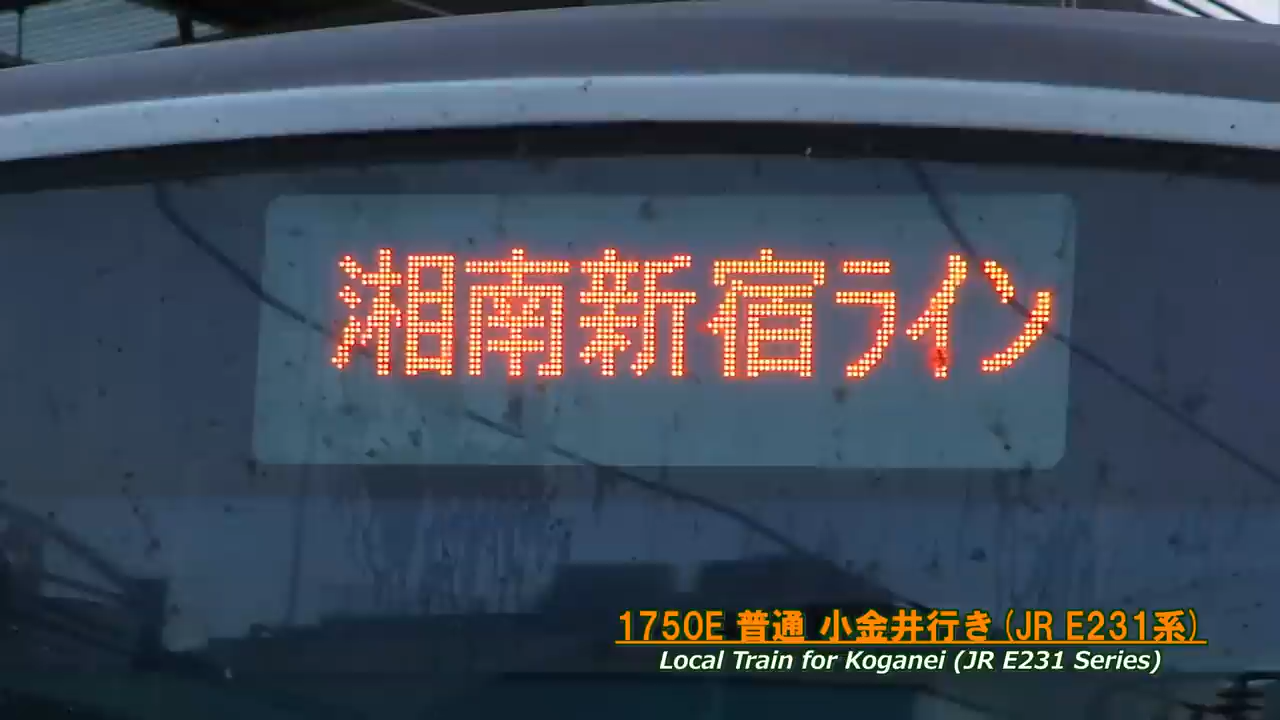 湘南新宿ライン
1750E 普通 小金井行き (JR E231系)
Local Train for Koganei (JR E231 Series)